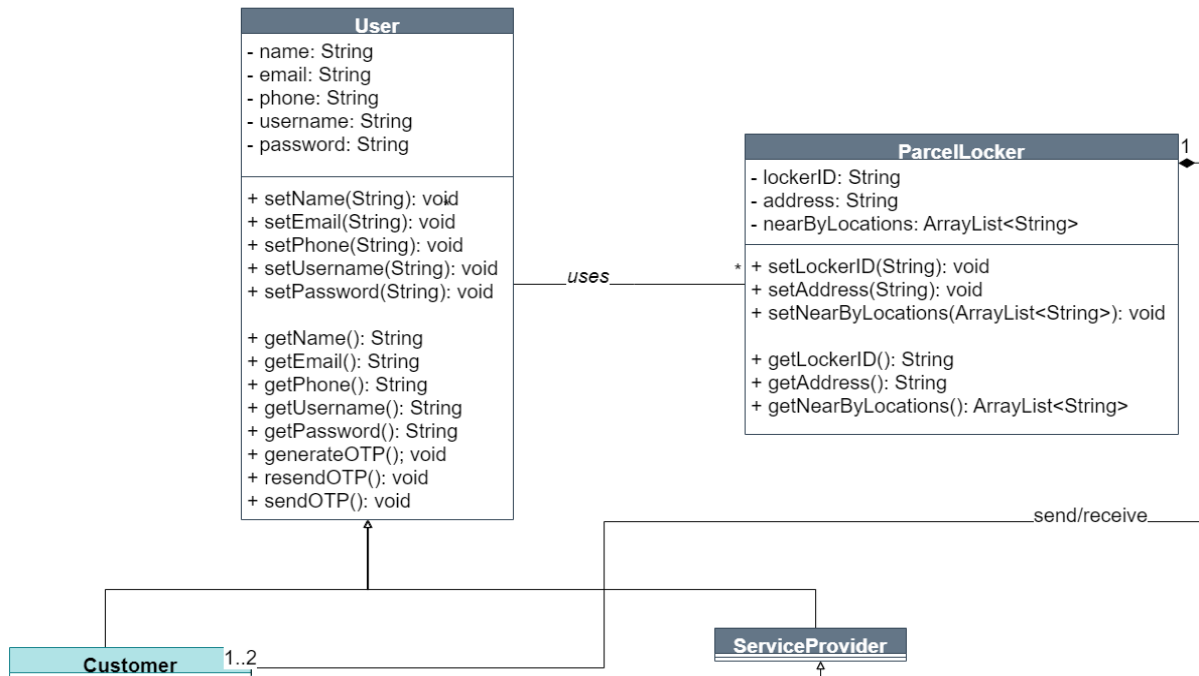 User
- name: String
- email: String
- phone: String
- username: String
- password: String
+ setName(String): void
+ setEmail(String): void
+ setPhone(String): void
+ setUsername(String): void
+ setPassword(String): void
+ getName(): String
+ getEmail(): String
+ getPhone(): String
+ getUsername(): String
+ getPassword(): String
+ generateOTP(); void
+ resendOTP(): void
+ sendOTP(): void
*
uses
*
ParcelLocker
1
- lockerID: String
- address: String
- nearByLocations: ArrayList<String>
+ setLockerID(String): void
+ setAddress(String): void
+ setNearByLocations(ArrayList<String>): void
+ getLockerID(): String
+ getAddress(): String
+ getNearByLocations(): ArrayList<String>
send/receive
Customer
1..2
ServiceProvider